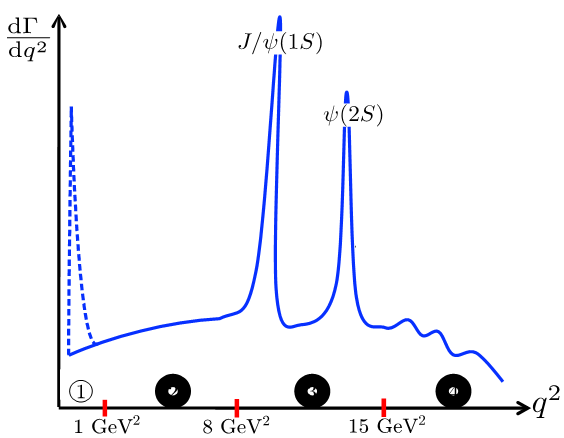 dΓ
dq²
J/ψ(1S)
ψ(2S)
①
1 GeV²
8 GeV²
15 GeV²
q²